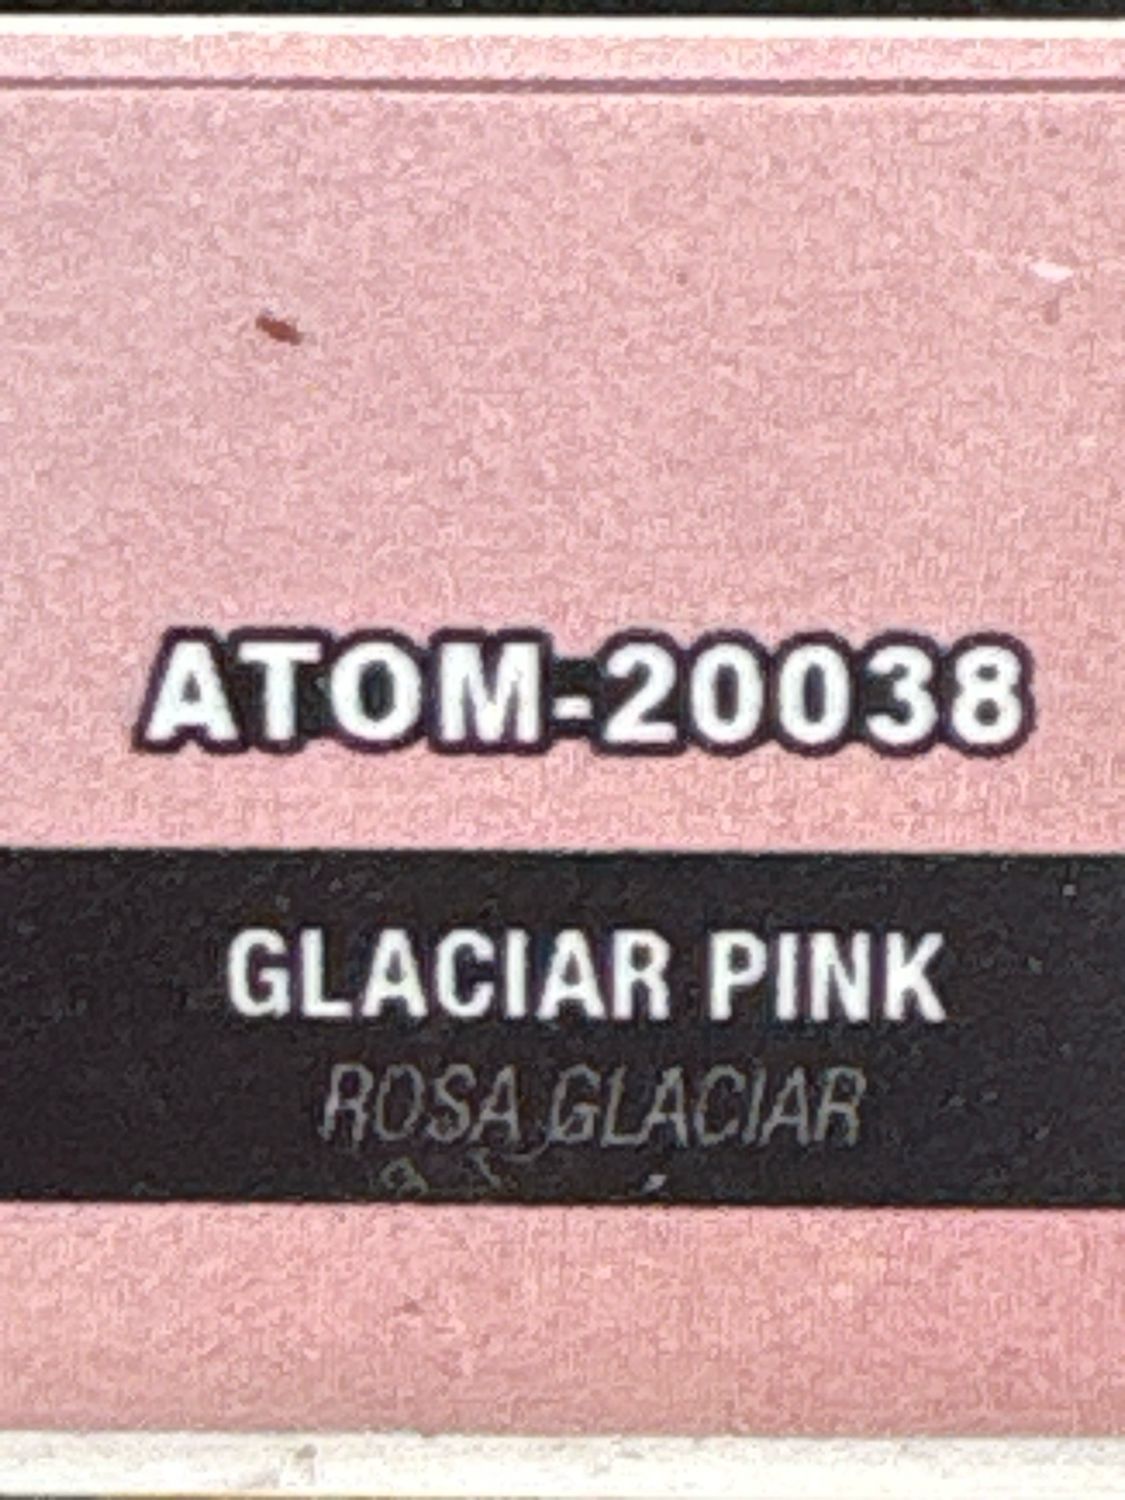 ATOM-20038
GLACIAR PINK
ROSA GLACIAR